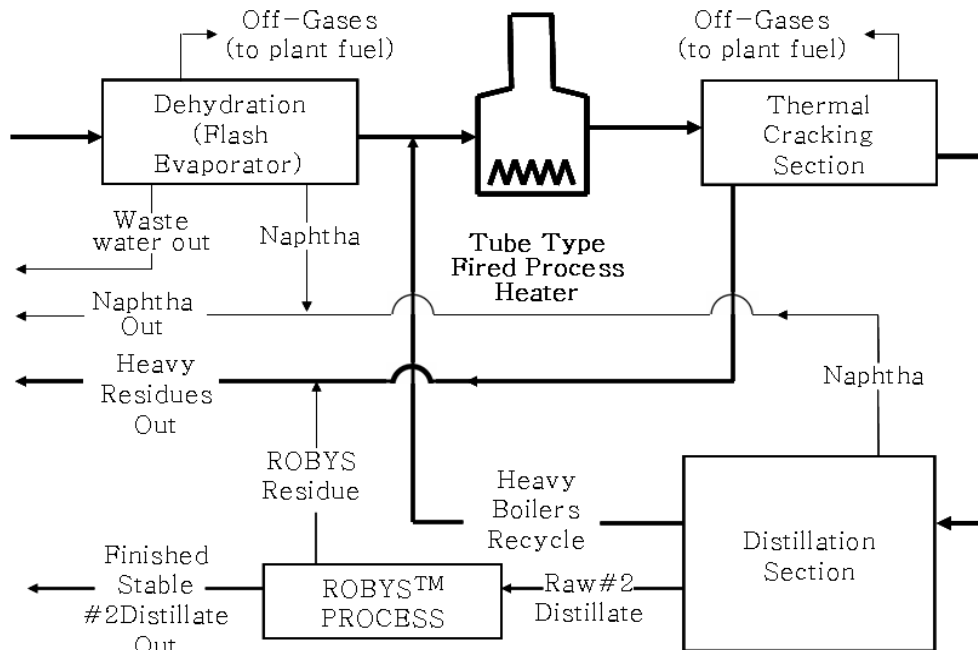 Off-Gases
(to plant fuel)
Off-Gases
(to plant fuel)
Dehydration
(Flash
Evaporator)
Thermal
Cracking
Section
Waste
water out
Naphtha
Tube Type
Fired Process
Heater
Naphtha
Out
Heavy
Residues
Out
Naphtha
ROBYS
Residue
Heavy
Boilers
Recycle
Distillation
Section
Finished
Stable
#2Distillate
Out
ROBYS™
PROCESS
Raw#2
Distillate